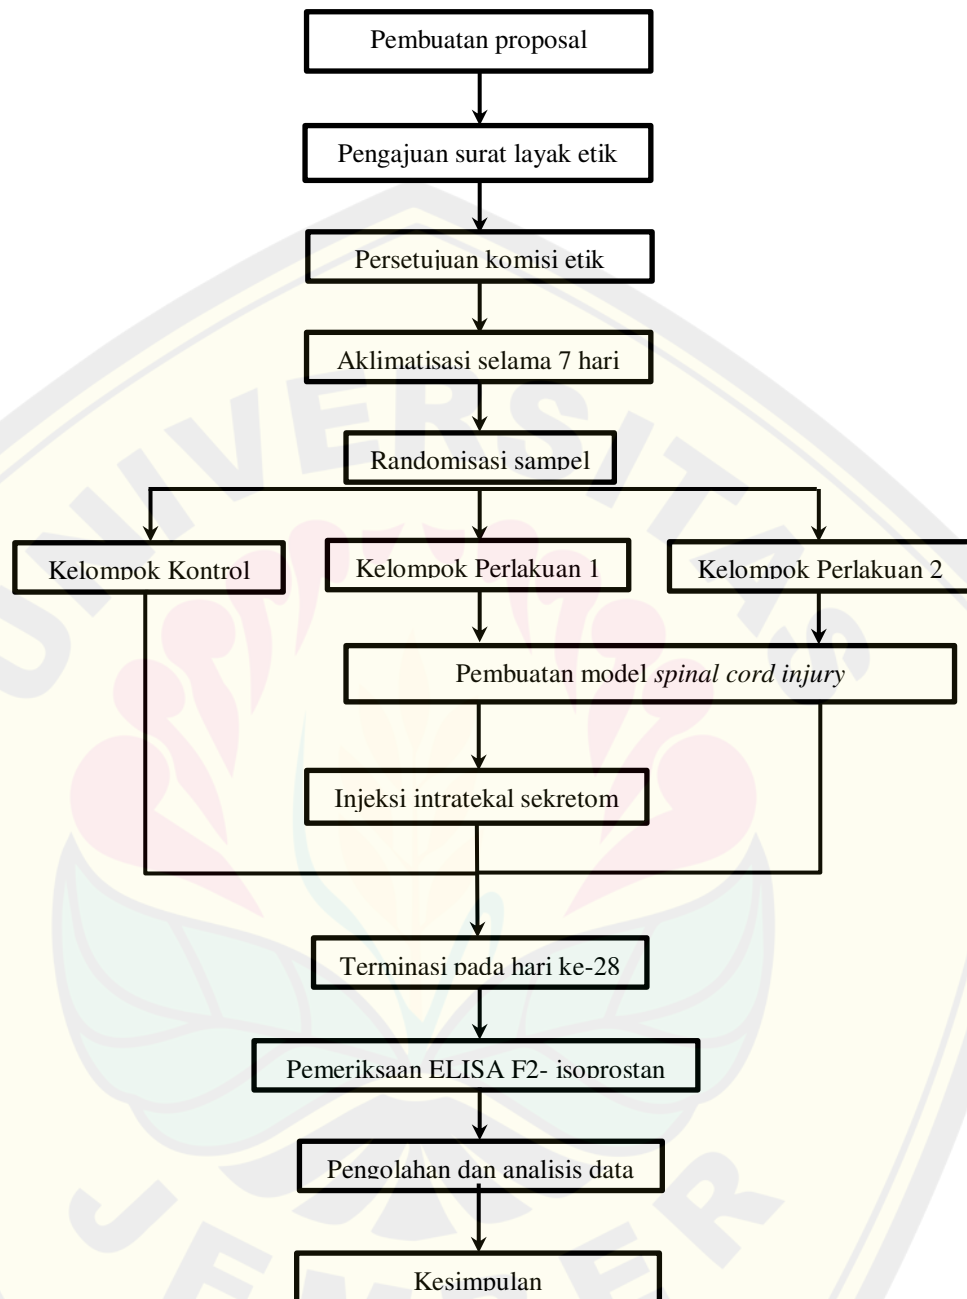 Pembuatan proposal
Pengajuan surat layak etik
Persetujuan komisi etik
Aklimatisasi selama 7 hari
Randomisasi sampel
Kelompok Kontrol
Kelompok Perlakuan 1
Kelompok Perlakuan 2
Pembuatan model spinal cord injury
Injeksi intratekal sekretom
Terminasi pada hari ke-28
Pemeriksaan ELISA F2- isoprostan
Pengolahan dan analisis data
Kesimpulan
UNIVERSITAS
JEMBER